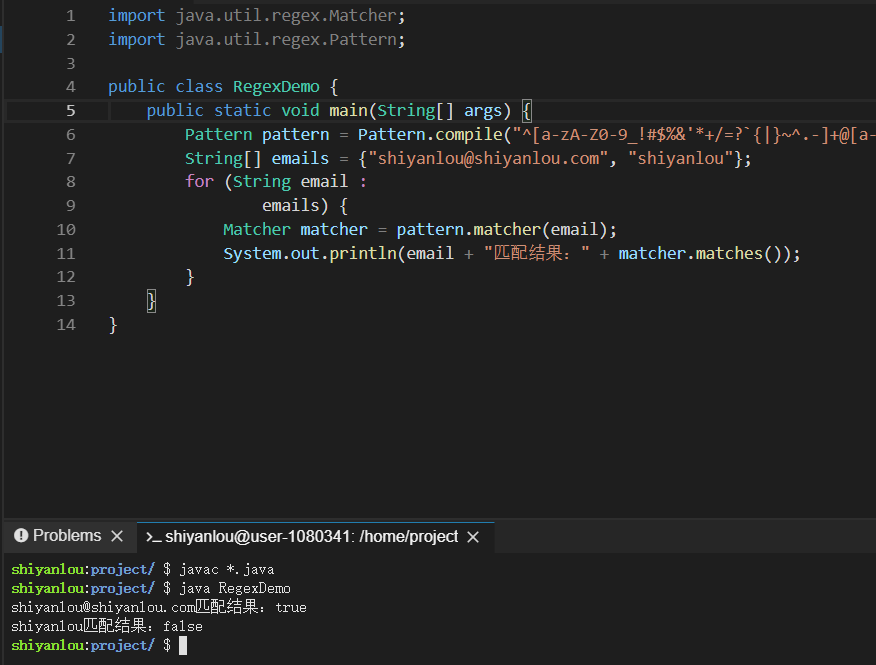 1 import java.util.regex.Matcher;
2 import java.util.regex.Pattern;
3
4 public class RegexDemo {
5 public static void main(String[] args) {
6 Pattern pattern = Pattern.compile("^[a-zA-Z0-9_!#$%&'*+/=?`{|}~^.-]+@[a-
7 String[] emails = {"shiyanlou@shiyanlou.com", "shiyanlou"};
8 for (String email :
9 emails) {
10 Matcher matcher = pattern.matcher(email);
11 System.out.println(email + "匹配结果：" + matcher.matches());
12 }
13 }
14 }
Problems
>_ shiyanlou@user-1080341: /home/project
shiyanlou:project/ $ javac *.java
shiyanlou:project/ $ java RegexDemo
shiyanlou@shiyanlou.com匹配结果：true
shiyanlou匹配结果：false
shiyanlou:project/ $